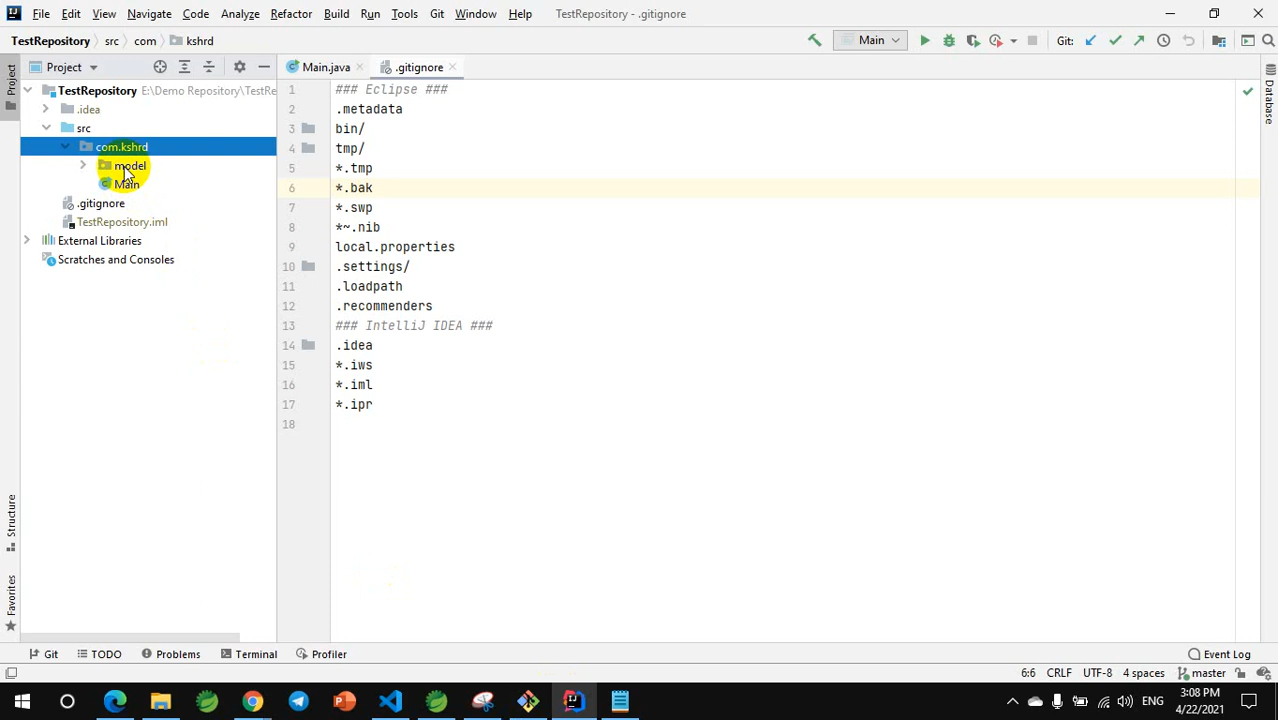 File Edit View Navigate Code Analyze Refactor Build Run Tools Git Window Help TestRepository - .gitignore
TestRepository src com kshrd Main Git:
Project Main.java .gitignore
TestRepository E:\Demo Repository\TestRe
.idea
src
com.kshrd
model
Main
.gitignore
TestRepository.iml
External Libraries
Scratches and Consoles
Project
Structure
Favorites
1 ### Eclipse ###
2 .metadata
3 bin/
4 tmp/
5 *.tmp
6 *.bak
7 *.swp
8 *~.nib
9 local.properties
10 .settings/
11 .loadpath
12 .recommenders
13 ### IntelliJ IDEA ###
14 .idea
15 *.iws
16 *.iml
17 *.ipr
18
Database
Git TODO Problems Terminal Profiler Event Log
6:6 CRLF UTF-8 4 spaces master
ENG 3:08 PM
4/22/2021